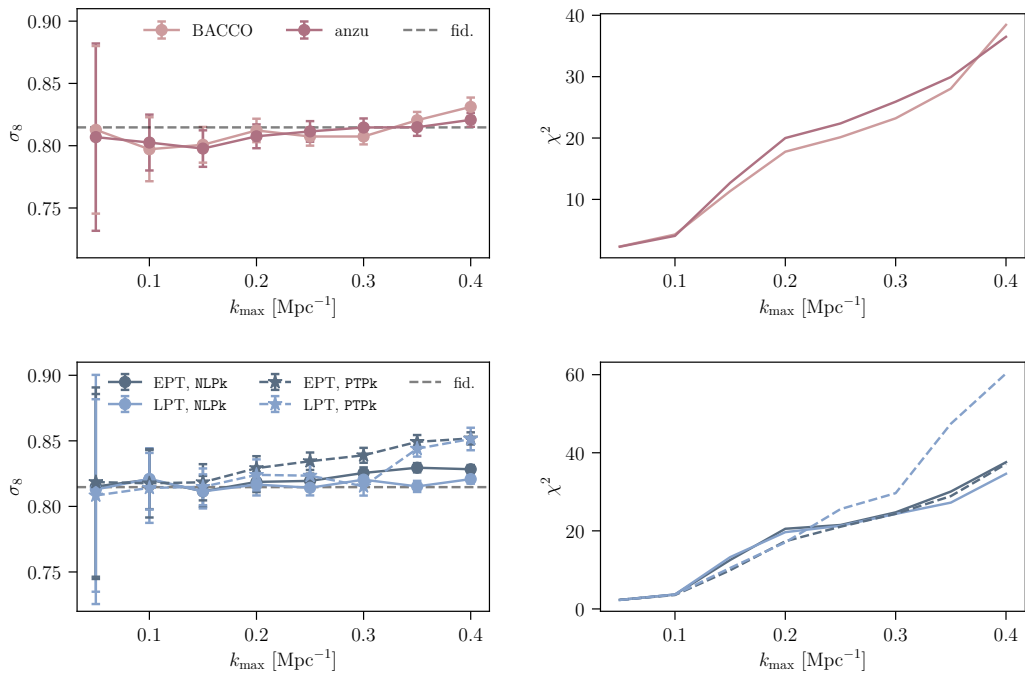 BACCO anzu fid.
0.90
0.85
0.80
0.75
σ8
0.1 0.2 0.3 0.4
kmax [Mpc−1]
40
30
20
10
χ2
0.1 0.2 0.3 0.4
kmax [Mpc−1]
EPT, NLPk EPT, PTPk fid.
LPT, NLPk LPT, PTPk
0.90
0.85
0.80
0.75
σ8
0.1 0.2 0.3 0.4
kmax [Mpc−1]
60
40
20
0
χ2
0.1 0.2 0.3 0.4
kmax [Mpc−1]